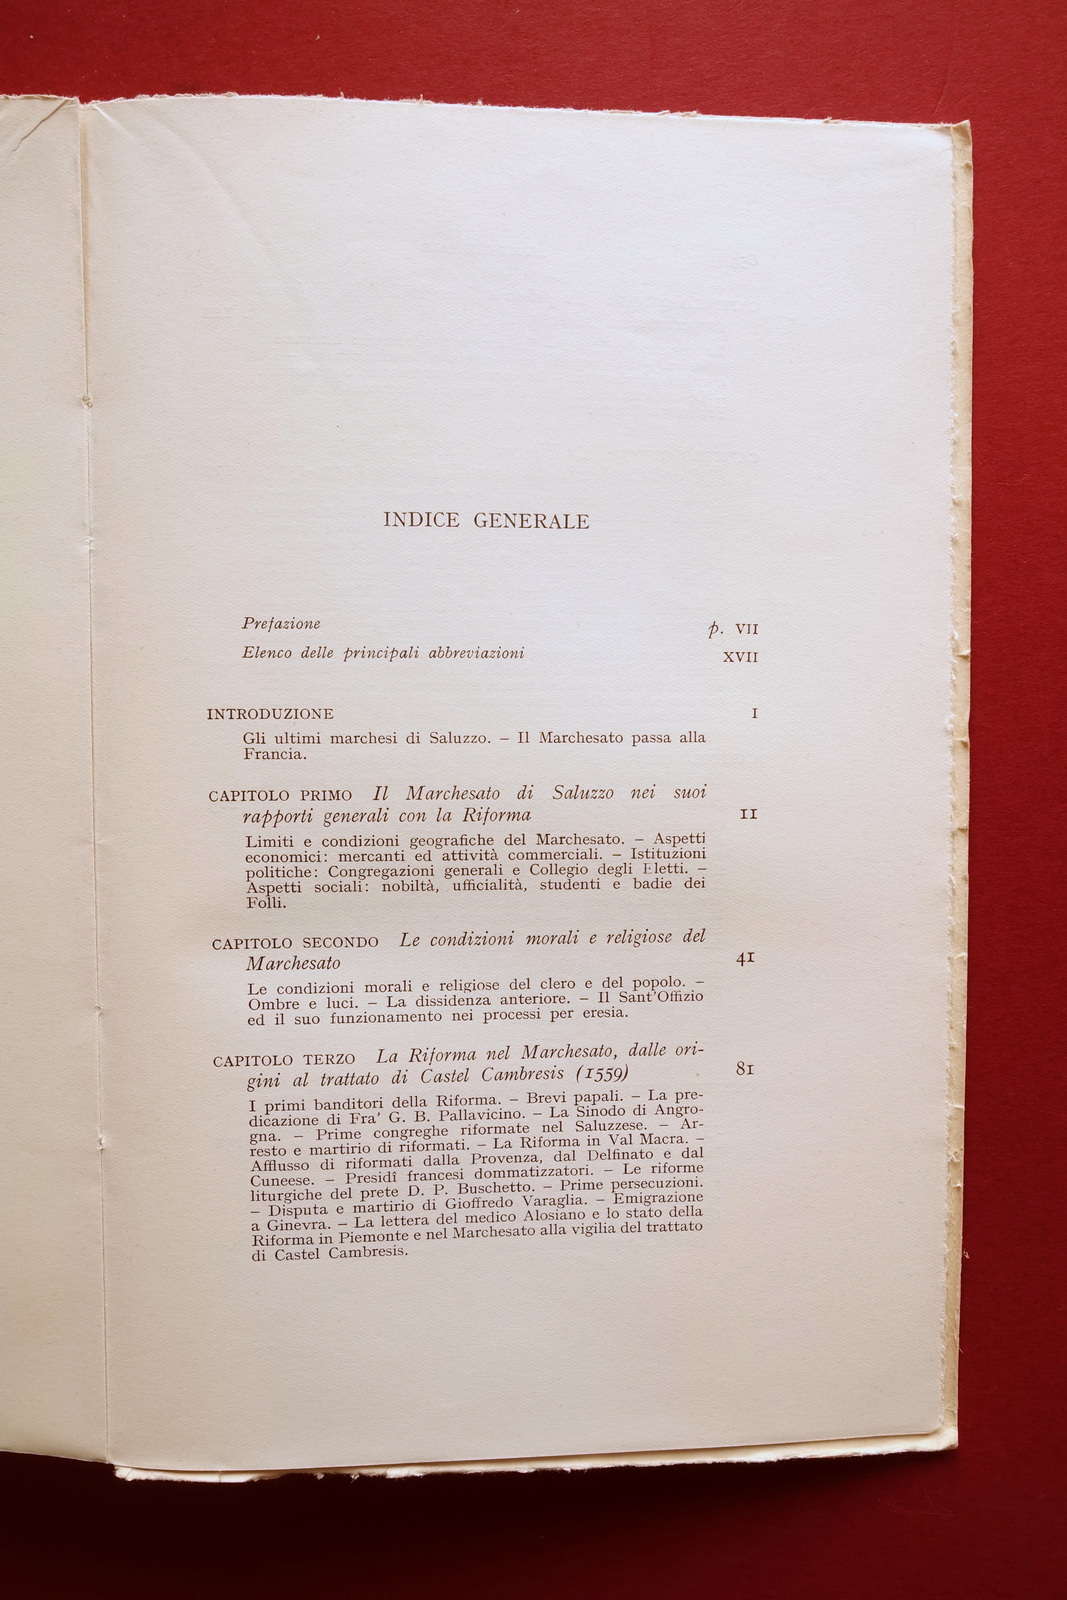 INDICE GENERALE
Prefazione p. VII
Elenco delle principali abbreviazioni XVII
INTRODUZIONE I
Gli ultimi marchesi di Saluzzo. – Il Marchesato passa alla
Francia.
CAPITOLO PRIMO Il Marchesato di Saluzzo nei suoi
rapporti generali con la Riforma 11
Limiti e condizioni geografiche del Marchesato. – Aspetti
economici: mercanti ed attività commerciali. – Istituzioni
politiche: Congregazioni generali e Collegio degli Eletti. –
Aspetti sociali: nobiltà, ufficialità, studenti e badie dei
Folli.
CAPITOLO SECONDO Le condizioni morali e religiose del
Marchesato 41
Le condizioni morali e religiose del clero e del popolo. –
Ombre e luci. – La dissidenza anteriore. – Il Sant'Offizio
ed il suo funzionamento nei processi per eresia.
CAPITOLO TERZO La Riforma nel Marchesato, dalle ori-
gini al trattato di Castel Cambresis (1559) 81
I primi banditori della Riforma. – Brevi papali. – La pre-
dicazione di Fra' G. B. Pallavicino. – La Sinodo di Angro-
gna. – Prime congreghe riformate nel Saluzzese. – Ar-
resto e martirio di riformati. – La Riforma in Val Macra. –
Afflusso di riformati dalla Provenza, dal Delfinato e dal
Cuneese. – Presidî francesi dommatizzatori. – Le riforme
liturgiche del prete D. P. Buschetto. – Prime persecuzioni.
– Disputa e martirio di Gioffredo Varaglia. – Emigrazione
a Ginevra. – La lettera del medico Alosiano e lo stato della
Riforma in Piemonte e nel Marchesato alla vigilia del trattato
di Castel Cambresis.